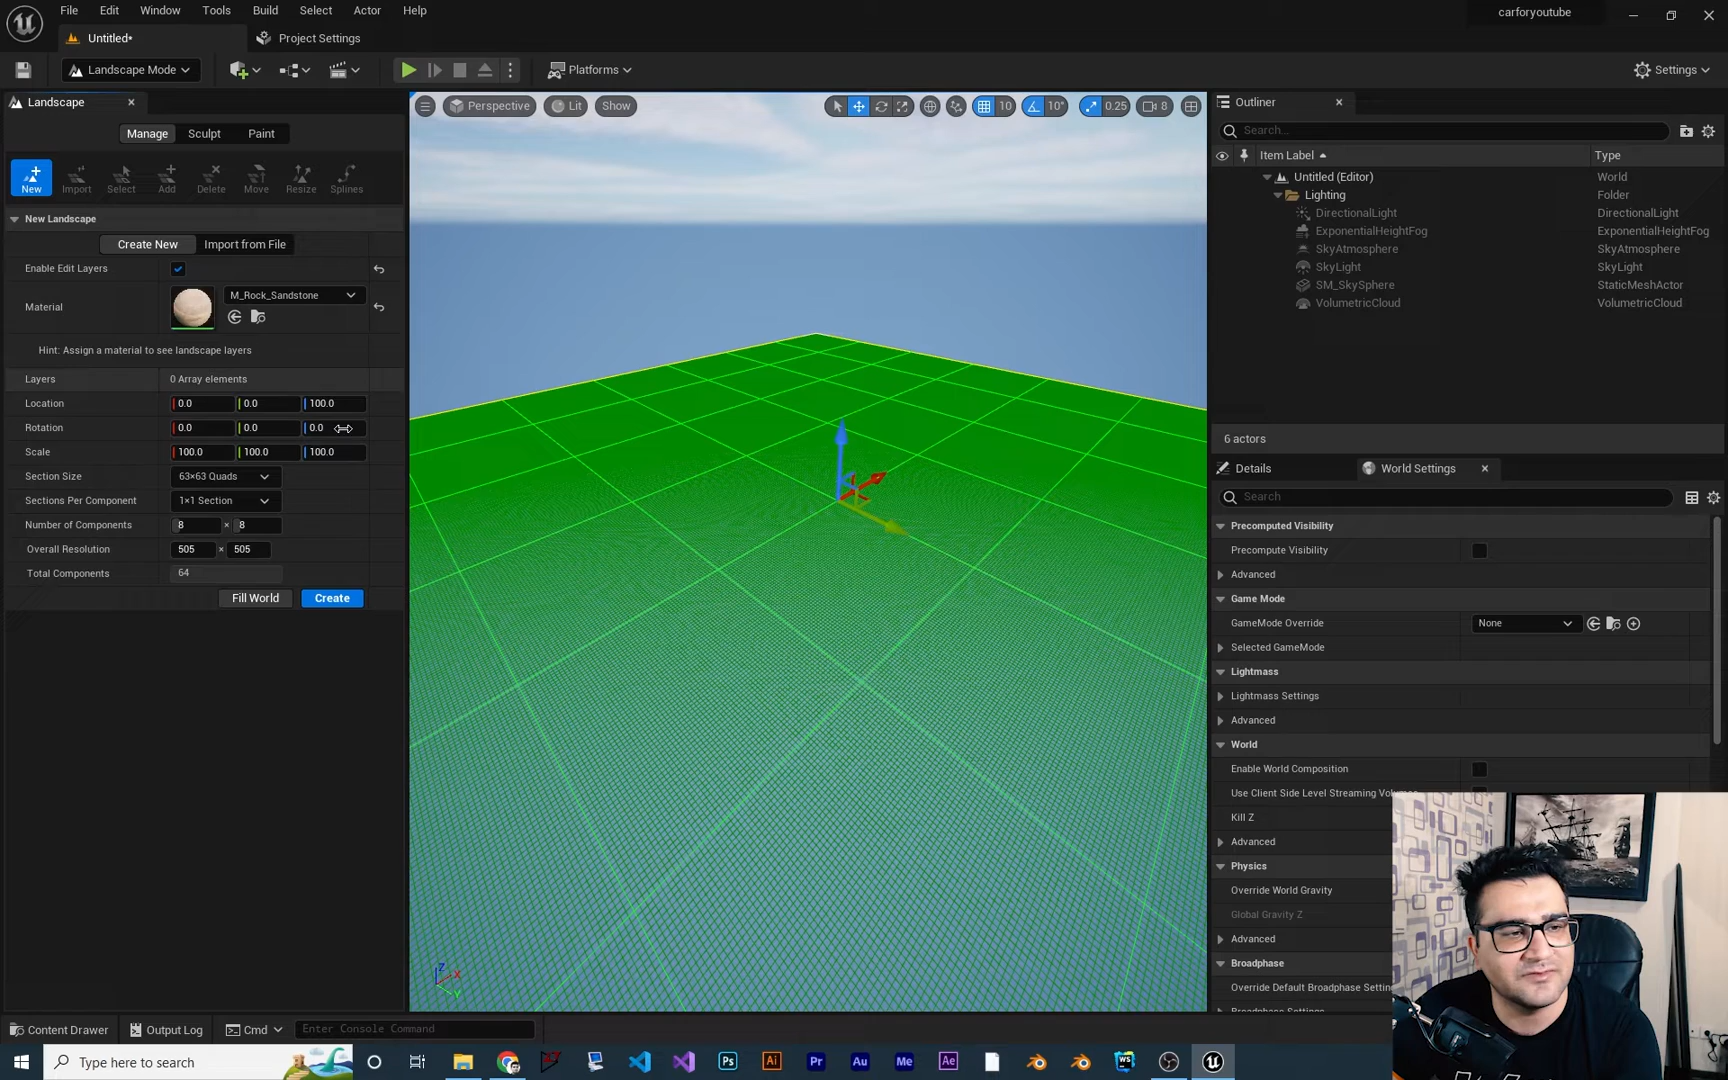 File Edit Window Tools Build Select Actor Help
carforyoutube
Untitled*
Project Settings
Landscape Mode
Platforms
Settings
Landscape
Manage Sculpt Paint
New Import Select Add Delete Move Resize Splines
New Landscape
Create New Import from File
Enable Edit Layers
Material
M_Rock_Sandstone
Hint: Assign a material to see landscape layers
Layers 0 Array elements
Location 0.0 0.0 100.0
Rotation 0.0 0.0 0.0
Scale 100.0 100.0 100.0
Section Size 63×63 Quads
Sections Per Component 1×1 Section
Number of Components 8 × 8
Overall Resolution 505 × 505
Total Components 64
Fill World Create
Perspective Lit Show
10 10° 0.25 8
Z X Y
Outliner
Search...
Item Label Type
Untitled (Editor) World
Lighting Folder
DirectionalLight DirectionalLight
ExponentialHeightFog ExponentialHeightFog
SkyAtmosphere SkyAtmosphere
SkyLight SkyLight
SM_SkySphere StaticMeshActor
VolumetricCloud VolumetricCloud
6 actors
Details World Settings
Search
Precomputed Visibility
Precompute Visibility
Advanced
Game Mode
GameMode Override None
Selected GameMode
Lightmass
Lightmass Settings
Advanced
World
Enable World Composition
Use Client Side Level Streaming
Kill Z
Advanced
Physics
Override World Gravity
Global Gravity Z
Advanced
Broadphase
Override Default Broadphase
Content Drawer Output Log Cmd Enter Console Command
Type here to search
Ps Ai Pr Au Me Ae WS